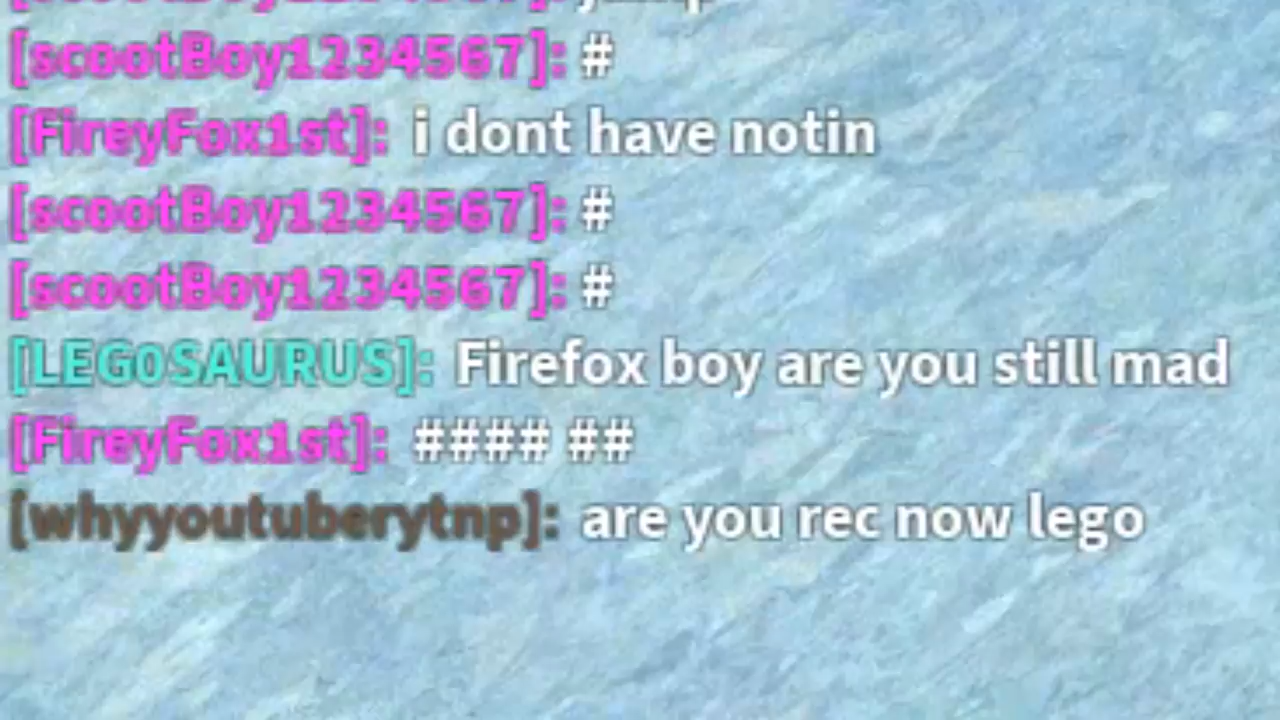 [scootBoy1234567]: #
[FireyFox1st]: i dont have notin
[scootBoy1234567]: #
[scootBoy1234567]: #
[LEG0SAURUS]: Firefox boy are you still mad
[FireyFox1st]: #### ##
[whyyoutuberytnp]: are you rec now lego